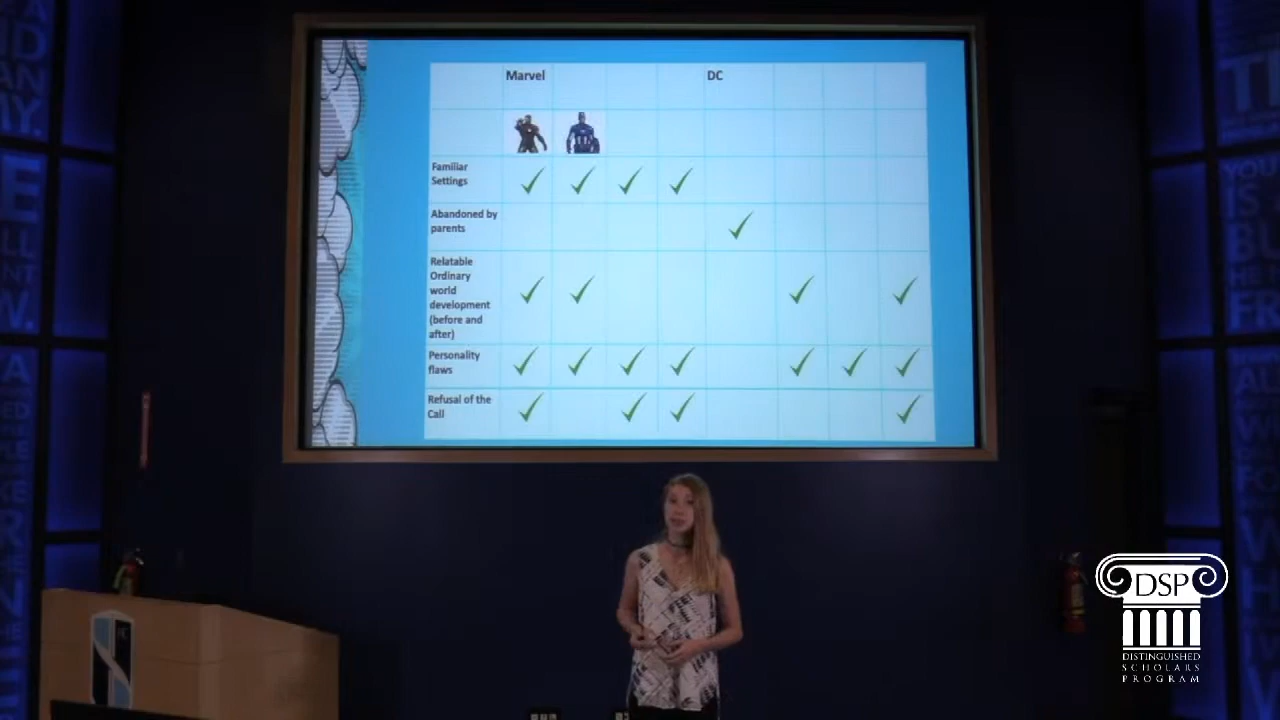 Marvel DC
Familiar
Settings
Abandoned by
parents
Relatable
Ordinary
world
development
(before and
after)
Personality
flaws
Refusal of the
Call
DSP
DISTINGUISHED
SCHOLARS
PROGRAM